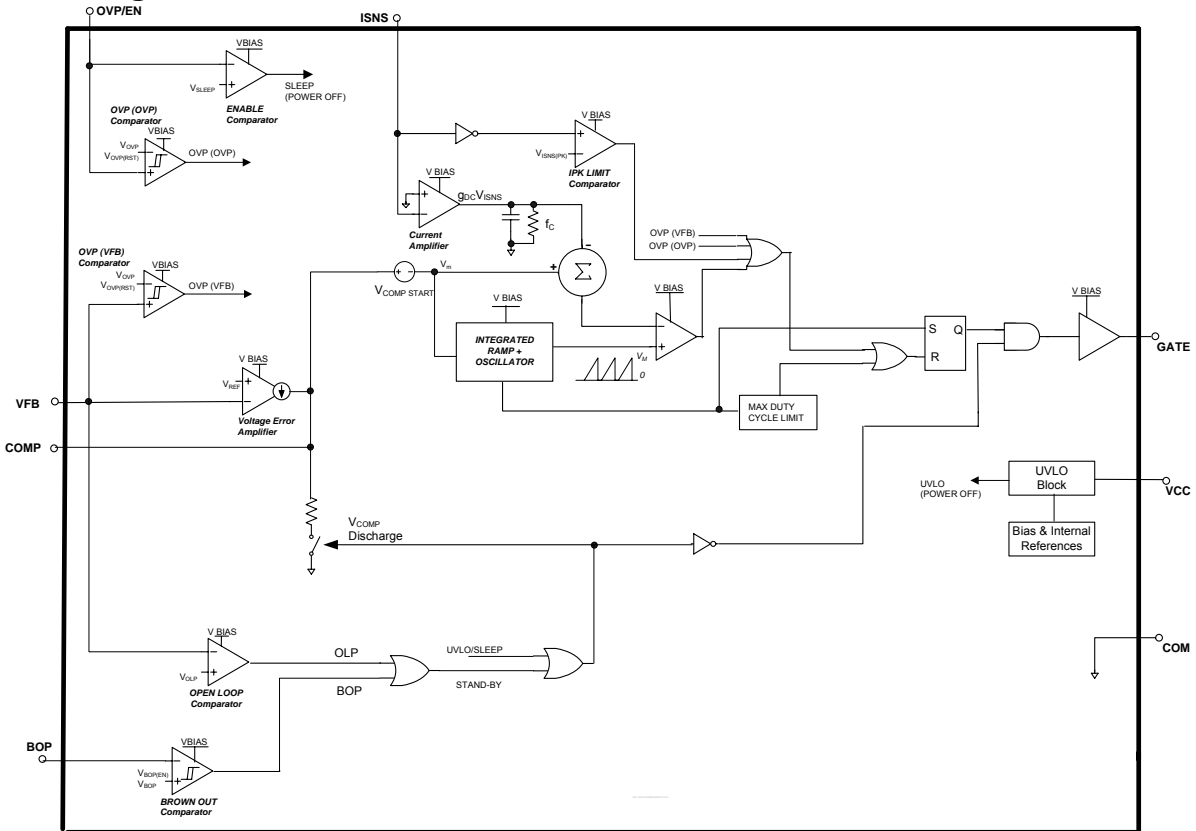 OVP/EN
ISNS
VBIAS
VSLEEP
SLEEP
(POWER OFF)
ENABLE
Comparator
OVP (OVP)
Comparator
VBIAS
VOVP
VOVP(RST)
OVP (OVP)
V BIAS
VISNS(PK)
IPK LIMIT
Comparator
V BIAS
gDCVISNS
fC
Current
Amplifier
OVP (VFB)
OVP (OVP)
OVP (VFB)
Comparator
VBIAS
VOVP
VOVP(RST)
OVP (VFB)
Vm
VCOMP START
Σ
V BIAS
V BIAS
INTEGRATED
RAMP +
OSCILLATOR
VM
0
S Q
R
V BIAS
GATE
V BIAS
VREF
Voltage Error
Amplifier
VFB
MAX DUTY
CYCLE LIMIT
COMP
UVLO
(POWER OFF)
UVLO
Block
VCC
Bias & Internal
References
VCOMP
Discharge
V BIAS
VOLP
OPEN LOOP
Comparator
OLP
BOP
UVLO/SLEEP
STAND-BY
COM
BOP
VBIAS
VBOP(EN)
VBOP
BROWN OUT
Comparator